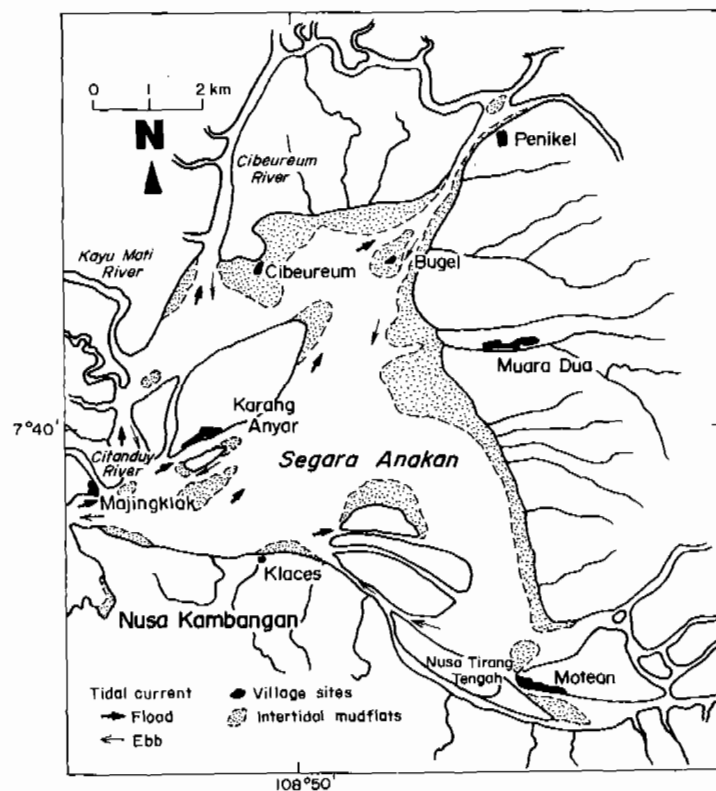 0 1 2 km
N
Penikel
Cibeureum
River
Kayu Mati
River
Cibeureum
Bugel
Muara Dua
Karang
Anyar
7°40'
Citanduy
River
Segara Anakan
Majingklak
Klaces
Nusa Kambangan
Nusa Tirang
Tengah
Motean
Tidal current
Flood
Ebb
Village sites
Intertidal mudflats
108°50'